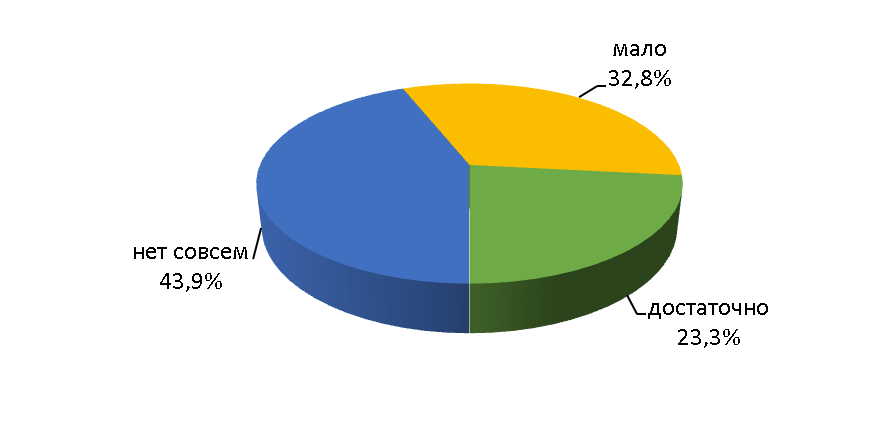 мало
32,8%
нет совсем
43,9%
достаточно
23,3%